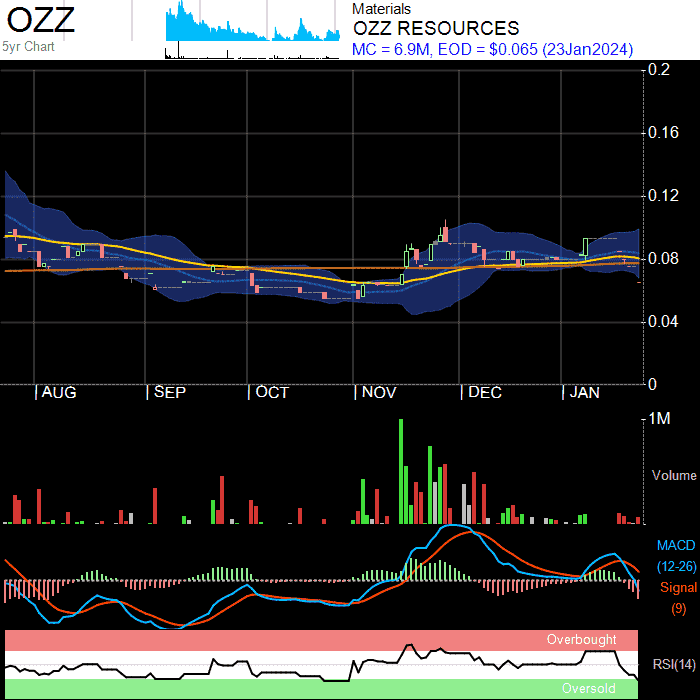 OZZ
5yr Chart
Materials
OZZ RESOURCES
MC = 6.9M, EOD = $0.065 (23Jan2024)
0.2
0.16
0.12
0.08
0.04
0
| AUG | SEP | OCT | NOV | DEC | JAN
1M
Volume
MACD
(12-26)
Signal
(9)
Overbought
RSI(14)
Oversold